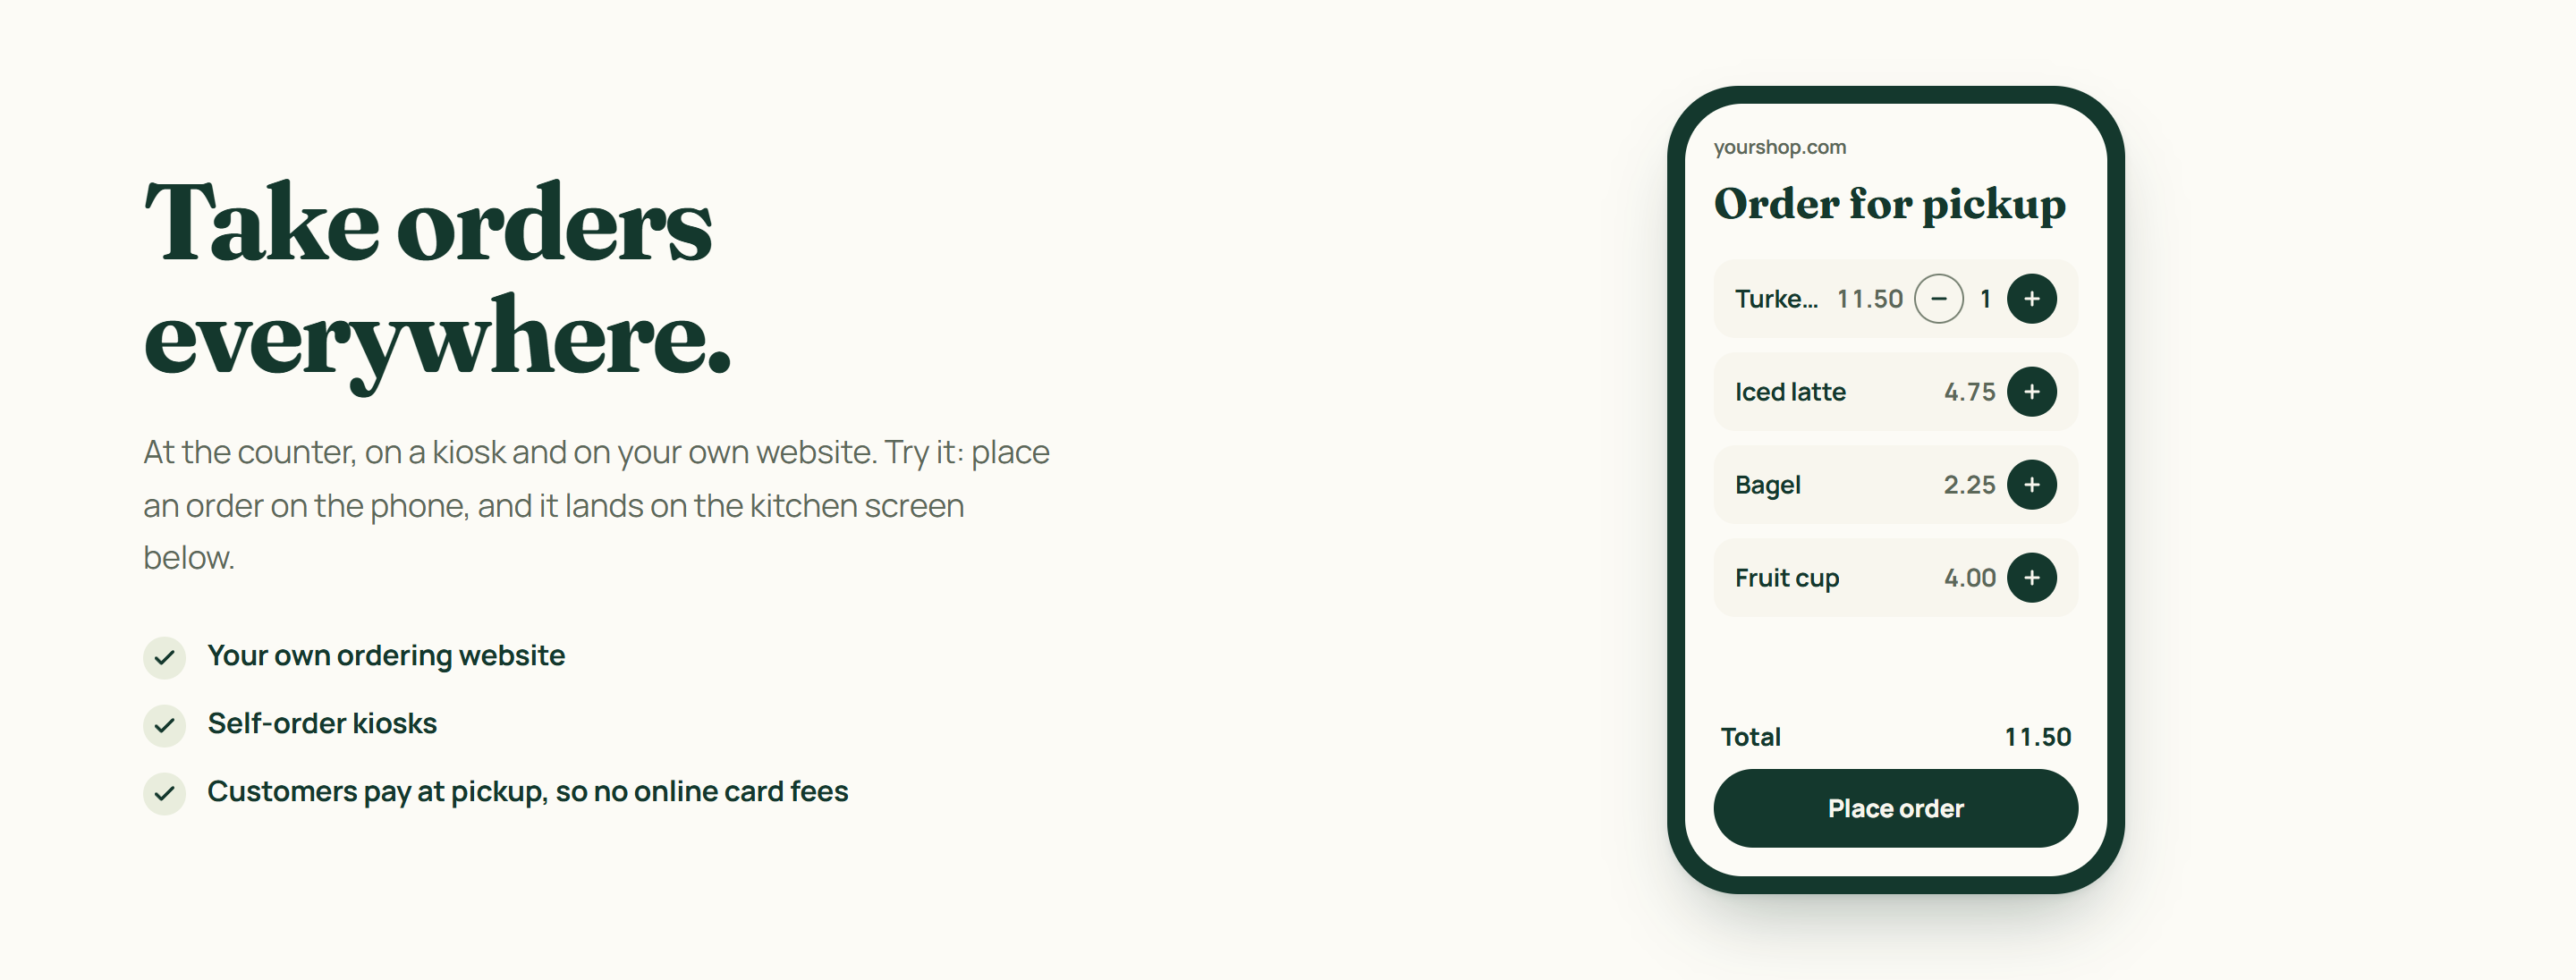 Take orders
everywhere.
At the counter, on a kiosk and on your own website. Try it: place
an order on the phone, and it lands on the kitchen screen
below.
Your own ordering website
Self-order kiosks
Customers pay at pickup, so no online card fees
yourshop.com
Order for pickup
Turke... 11.50 − 1 +
Iced latte 4.75 +
Bagel 2.25 +
Fruit cup 4.00 +
Total 11.50
Place order